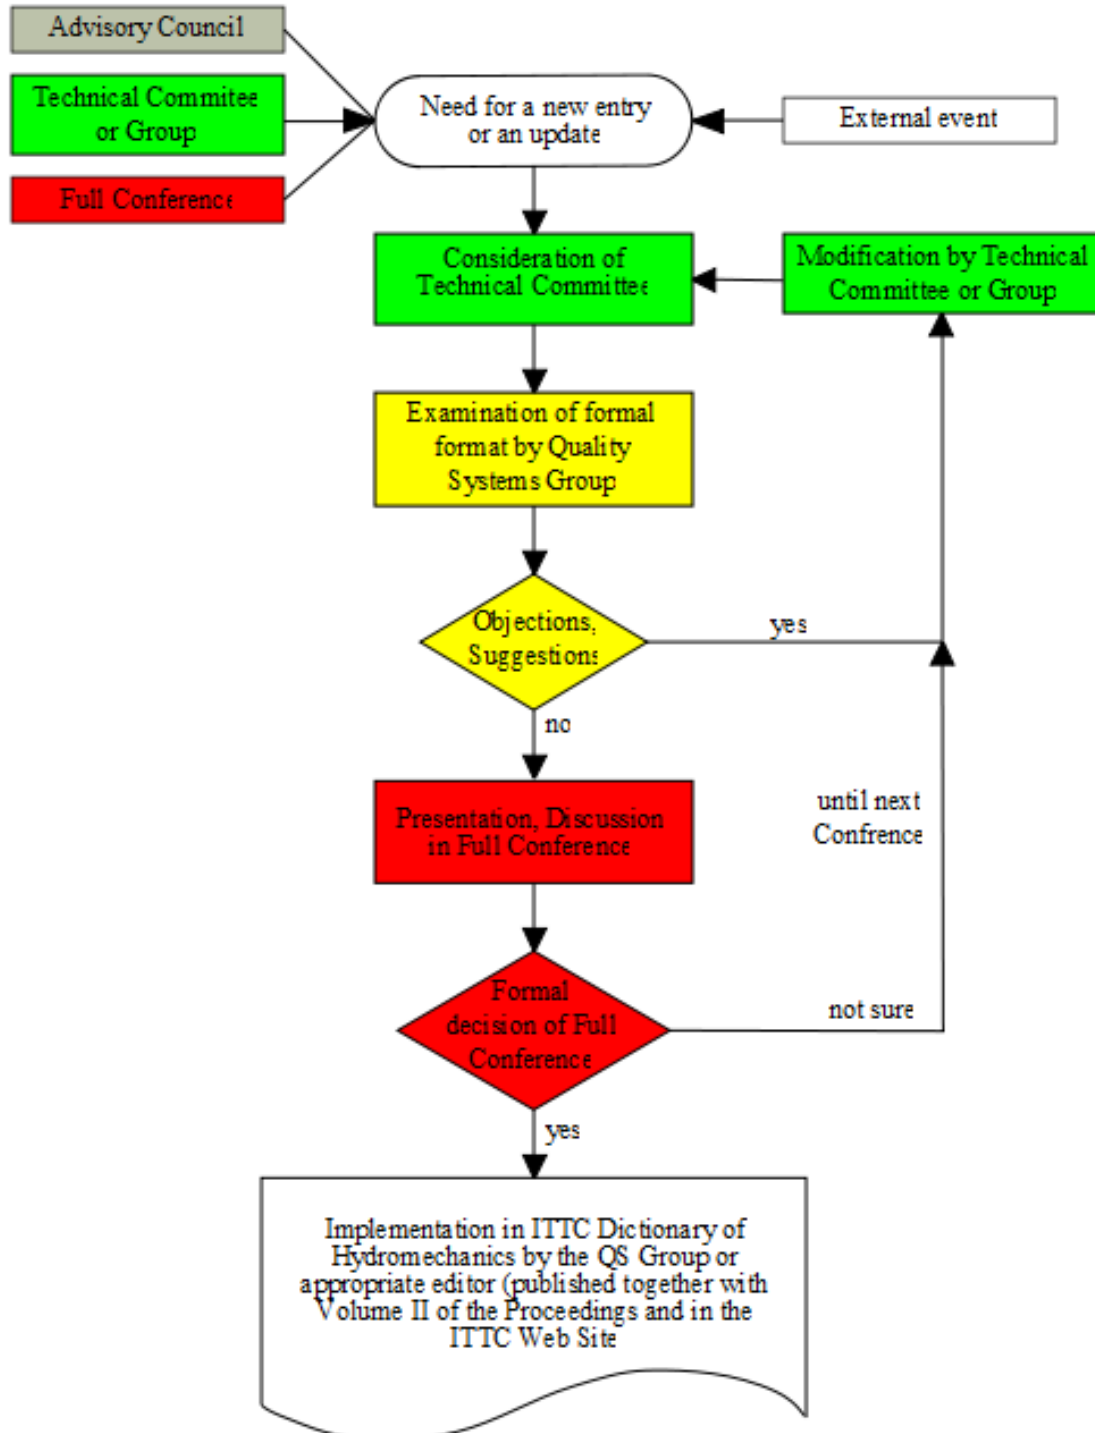 Advisory Council
Technical Commitee
or Group
Full Conference
Need for a new entry
or an update
External event
Consideration of
Technical Committee
Modification by Technical
Committee or Group
Examination of formal
format by Quality
Systems Group
Objections,
Suggestions
yes
no
Presentation, Discussion
in Full Conference
until next
Confrence
Formal
decision of Full
Conference
not sure
yes
Implementation in ITTC Dictionary of
Hydromechanics by the QS Group or
appropriate editor (published together with
Volume II of the Proceedings and in the
ITTC Web Site